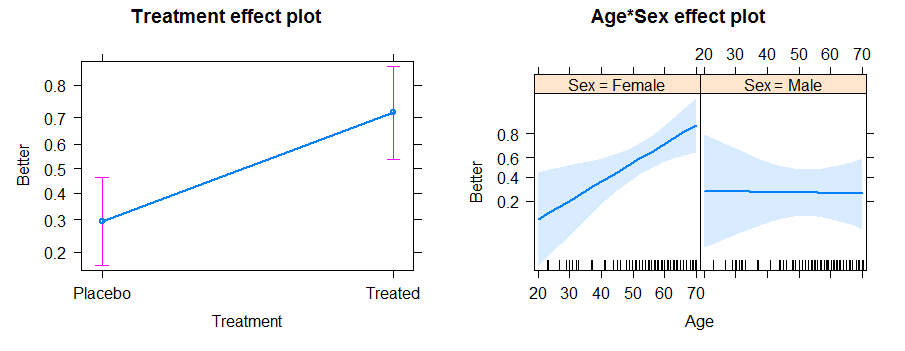 Treatment effect plot
0.8
0.7
0.6
0.5
0.4
0.3
0.2
Better
Placebo Treated
Treatment
Age*Sex effect plot
20 30 40 50 60 70
Sex = Female Sex = Male
0.8
0.6
0.4
0.2
Better
20 30 40 50 60 70
Age